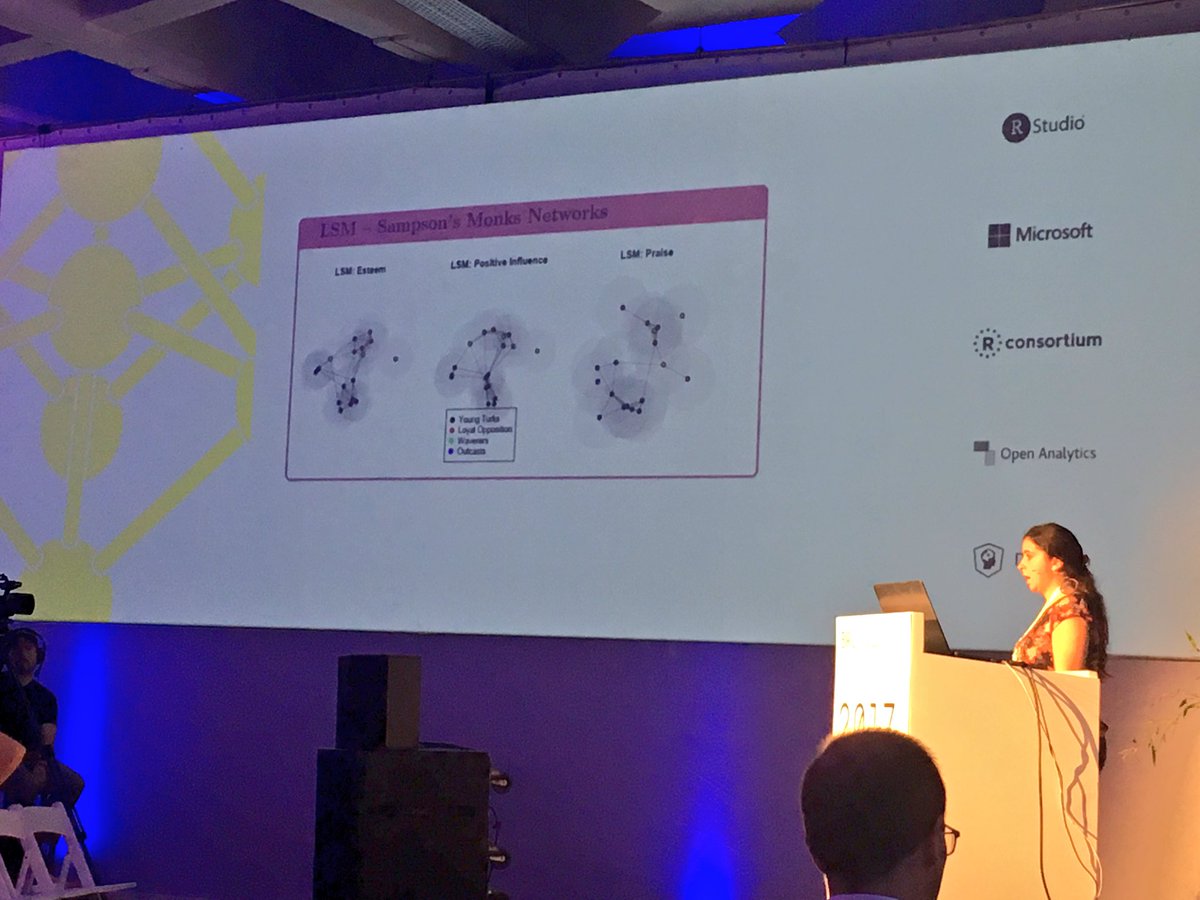 LSM – Sampson's Monks Networks
LSM: Esteem
LSM: Positive Influence
LSM: Praise
Young Turks
Loyal Opposition
Waverers
Outcasts
R Studio
Microsoft
R consortium
Open Analytics
2017